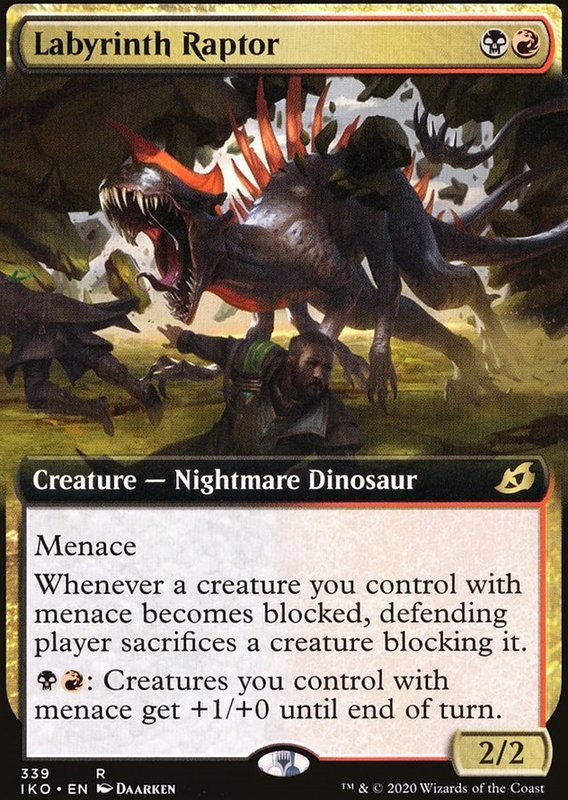 Labyrinth Raptor
Creature — Nightmare Dinosaur
Menace
Whenever a creature you control with
menace becomes blocked, defending
player sacrifices a creature blocking it.
: Creatures you control with
menace get +1/+0 until end of turn.
2/2
339 R
IKO • EN DAARKEN
™ & © 2020 Wizards of the Coast